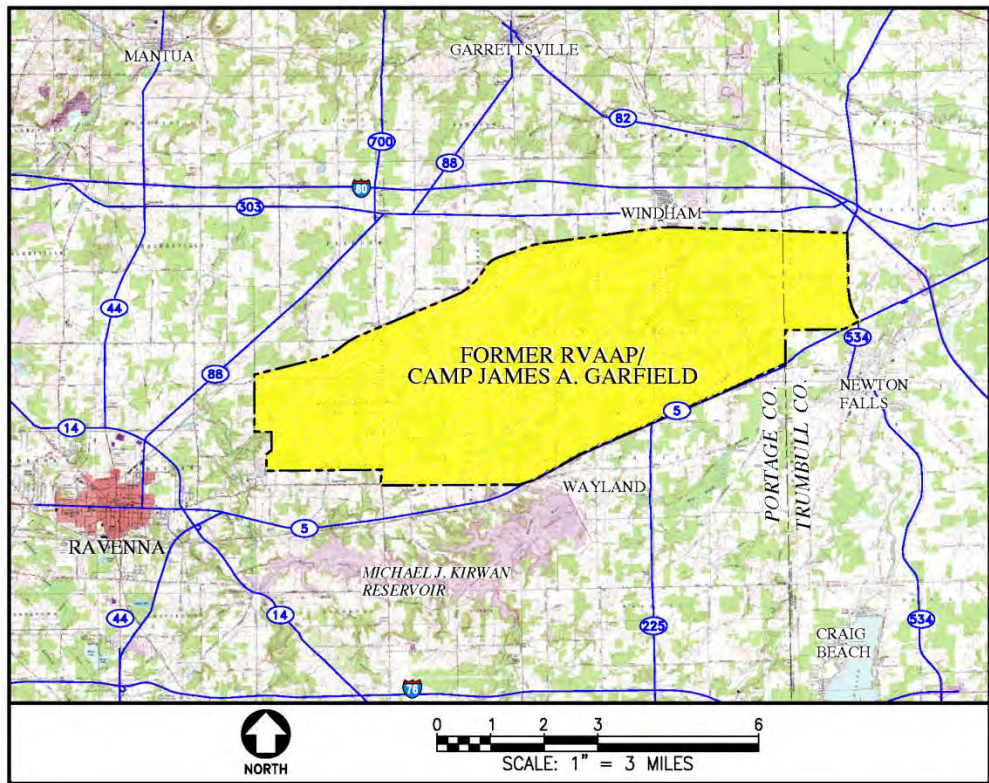 MANTUA
GARRETTSVILLE
82
700
88
80
303
WINDHAM
44
FORMER RVAAP/
CAMP JAMES A. GARFIELD
534
88
NEWTON
FALLS
5
14
PORTAGE CO.
TRUMBULL CO.
WAYLAND
5
RAVENNA
MICHAEL J. KIRWAN
RESERVOIR
44
14
225
534
CRAIG
BEACH
76
NORTH
0 1 2 3 6
SCALE: 1" = 3 MILES